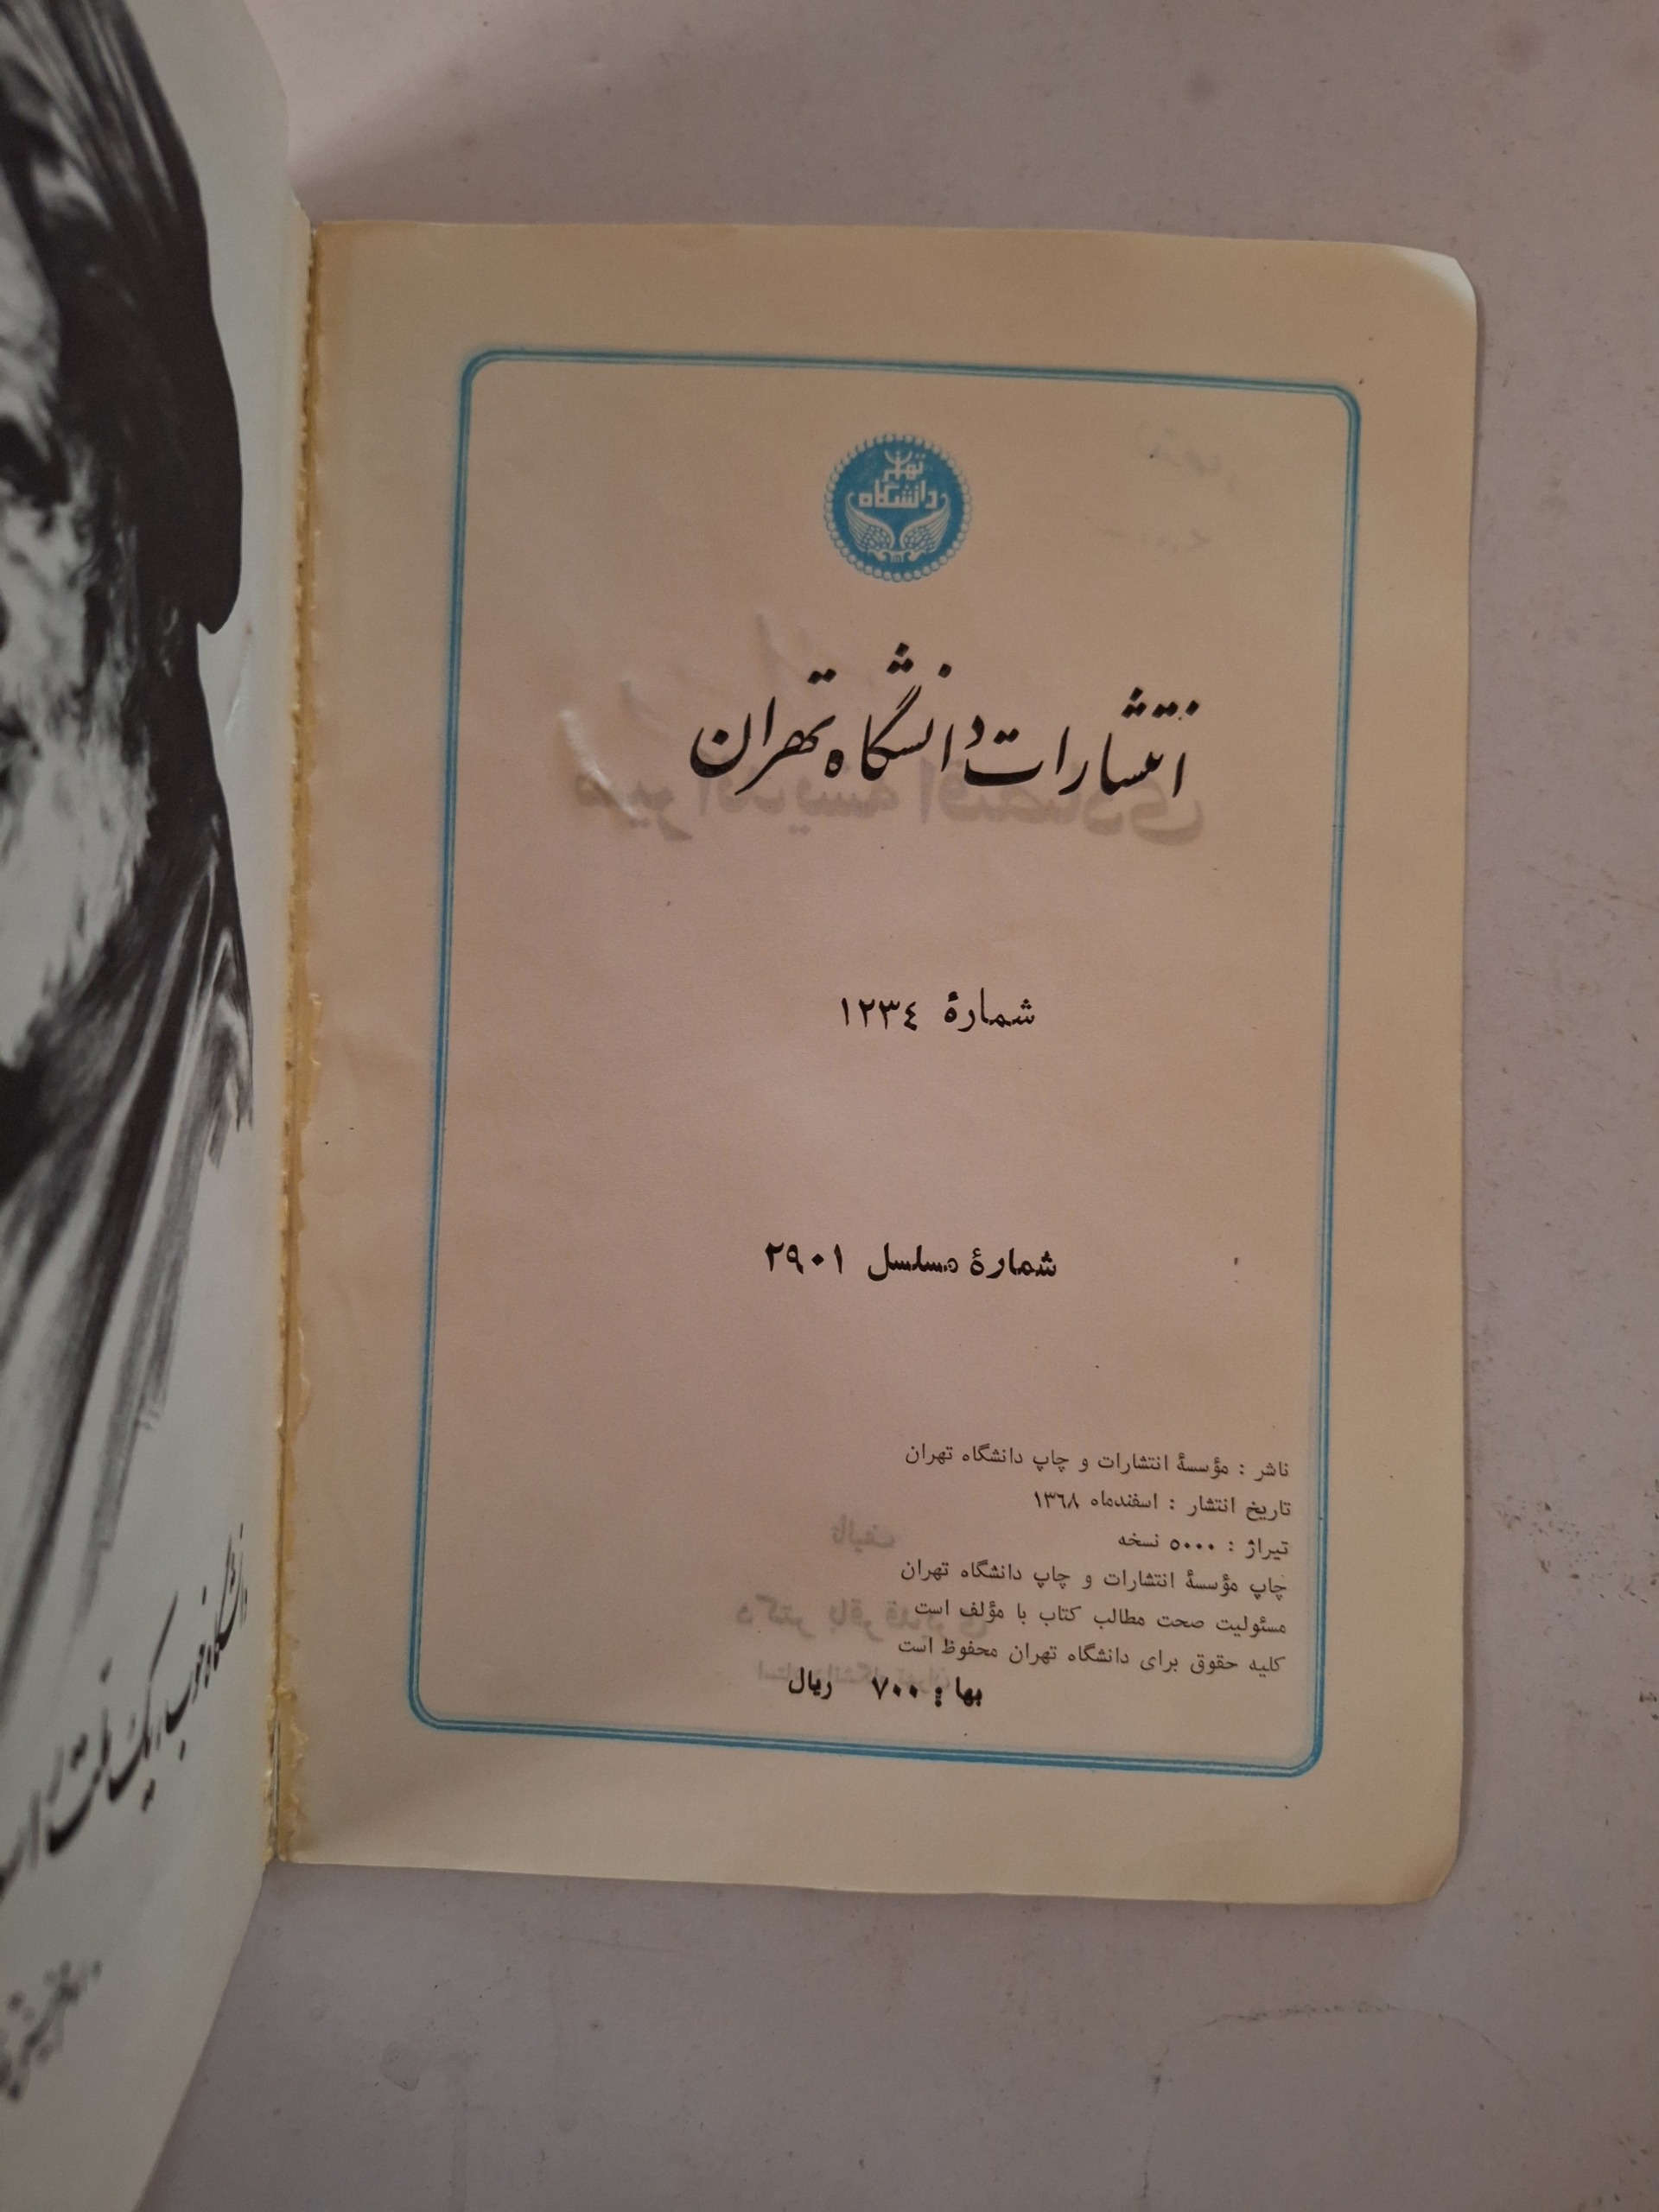 دانشگاه تهران
انتشارات دانشگاه تهران
شمارهٔ ۱۲۳٤
شمارهٔ مسلسل ۲۹۰۱
ناشر : مؤسسهٔ انتشارات و چاپ دانشگاه تهران
تاریخ انتشار : اسفندماه ۱۳٦۸
تیراژ : ۵۰۰۰ نسخه
چاپ مؤسسهٔ انتشارات و چاپ دانشگاه تهران
مسئولیت صحت مطالب کتاب با مؤلف است
کلیه حقوق برای دانشگاه تهران محفوظ است
بها : ۷۰۰ ریال